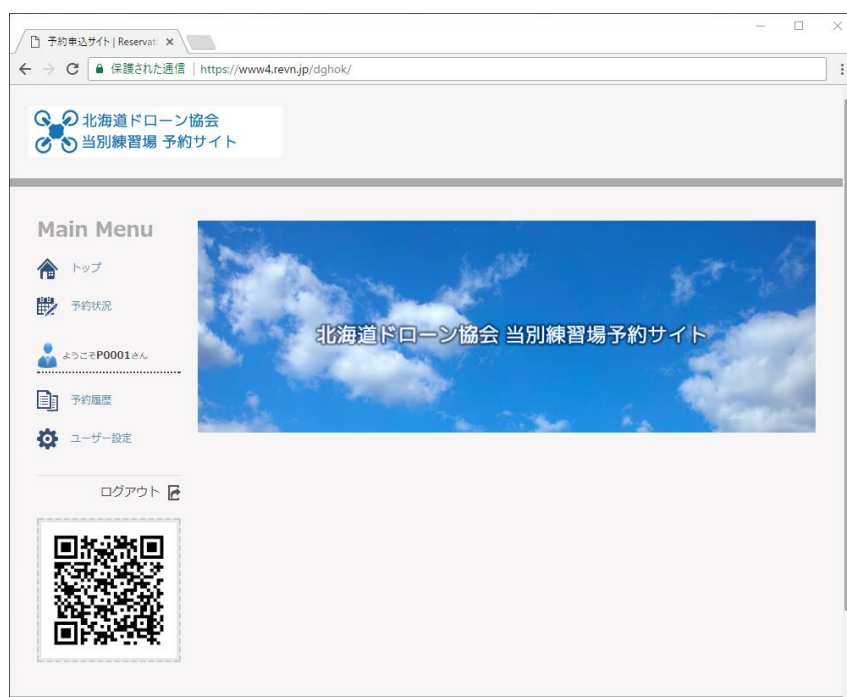 予約申込サイト | Reservati
保護された通信 | https://www4.revn.jp/dghok/
北海道ドローン協会
当別練習場 予約サイト
Main Menu
トップ
予約状況
ようこそP0001さん
予約履歴
ユーザー設定
ログアウト
北海道ドローン協会 当別練習場予約サイト